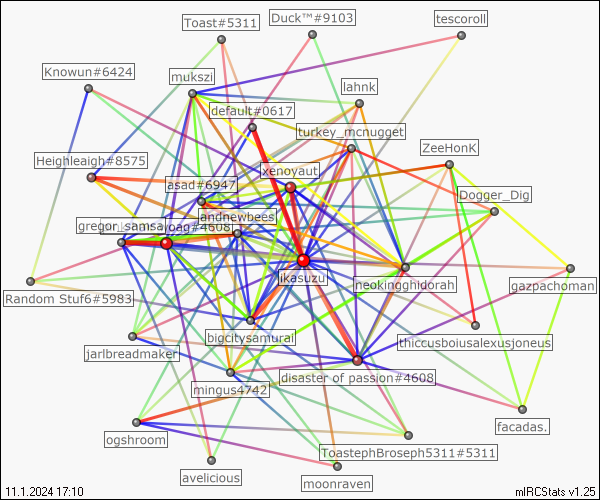 Toast#5311
Duck™#9103
tescoroll
Knowun#6424
mukszi
lahnk
default#0617
turkey_mcnugget
ZeeHonK
Heighleaigh#8575
xenoyaut
asad#6947
Dogger_Dig
andnewbees
gregor_samsa
oag#4608
likasuzu
neokingghidorah
gazpachoman
Random Stuf6#5983
bigcitysamurai
thiccusboiusalexusjoneus
jarlbreadmaker
mingus4742
disaster of passion#4608
facadas.
ogshroom
ToastephBroseph5311#5311
avelicious
moonraven
11.1.2024 17:10
mIRCStats v1.25